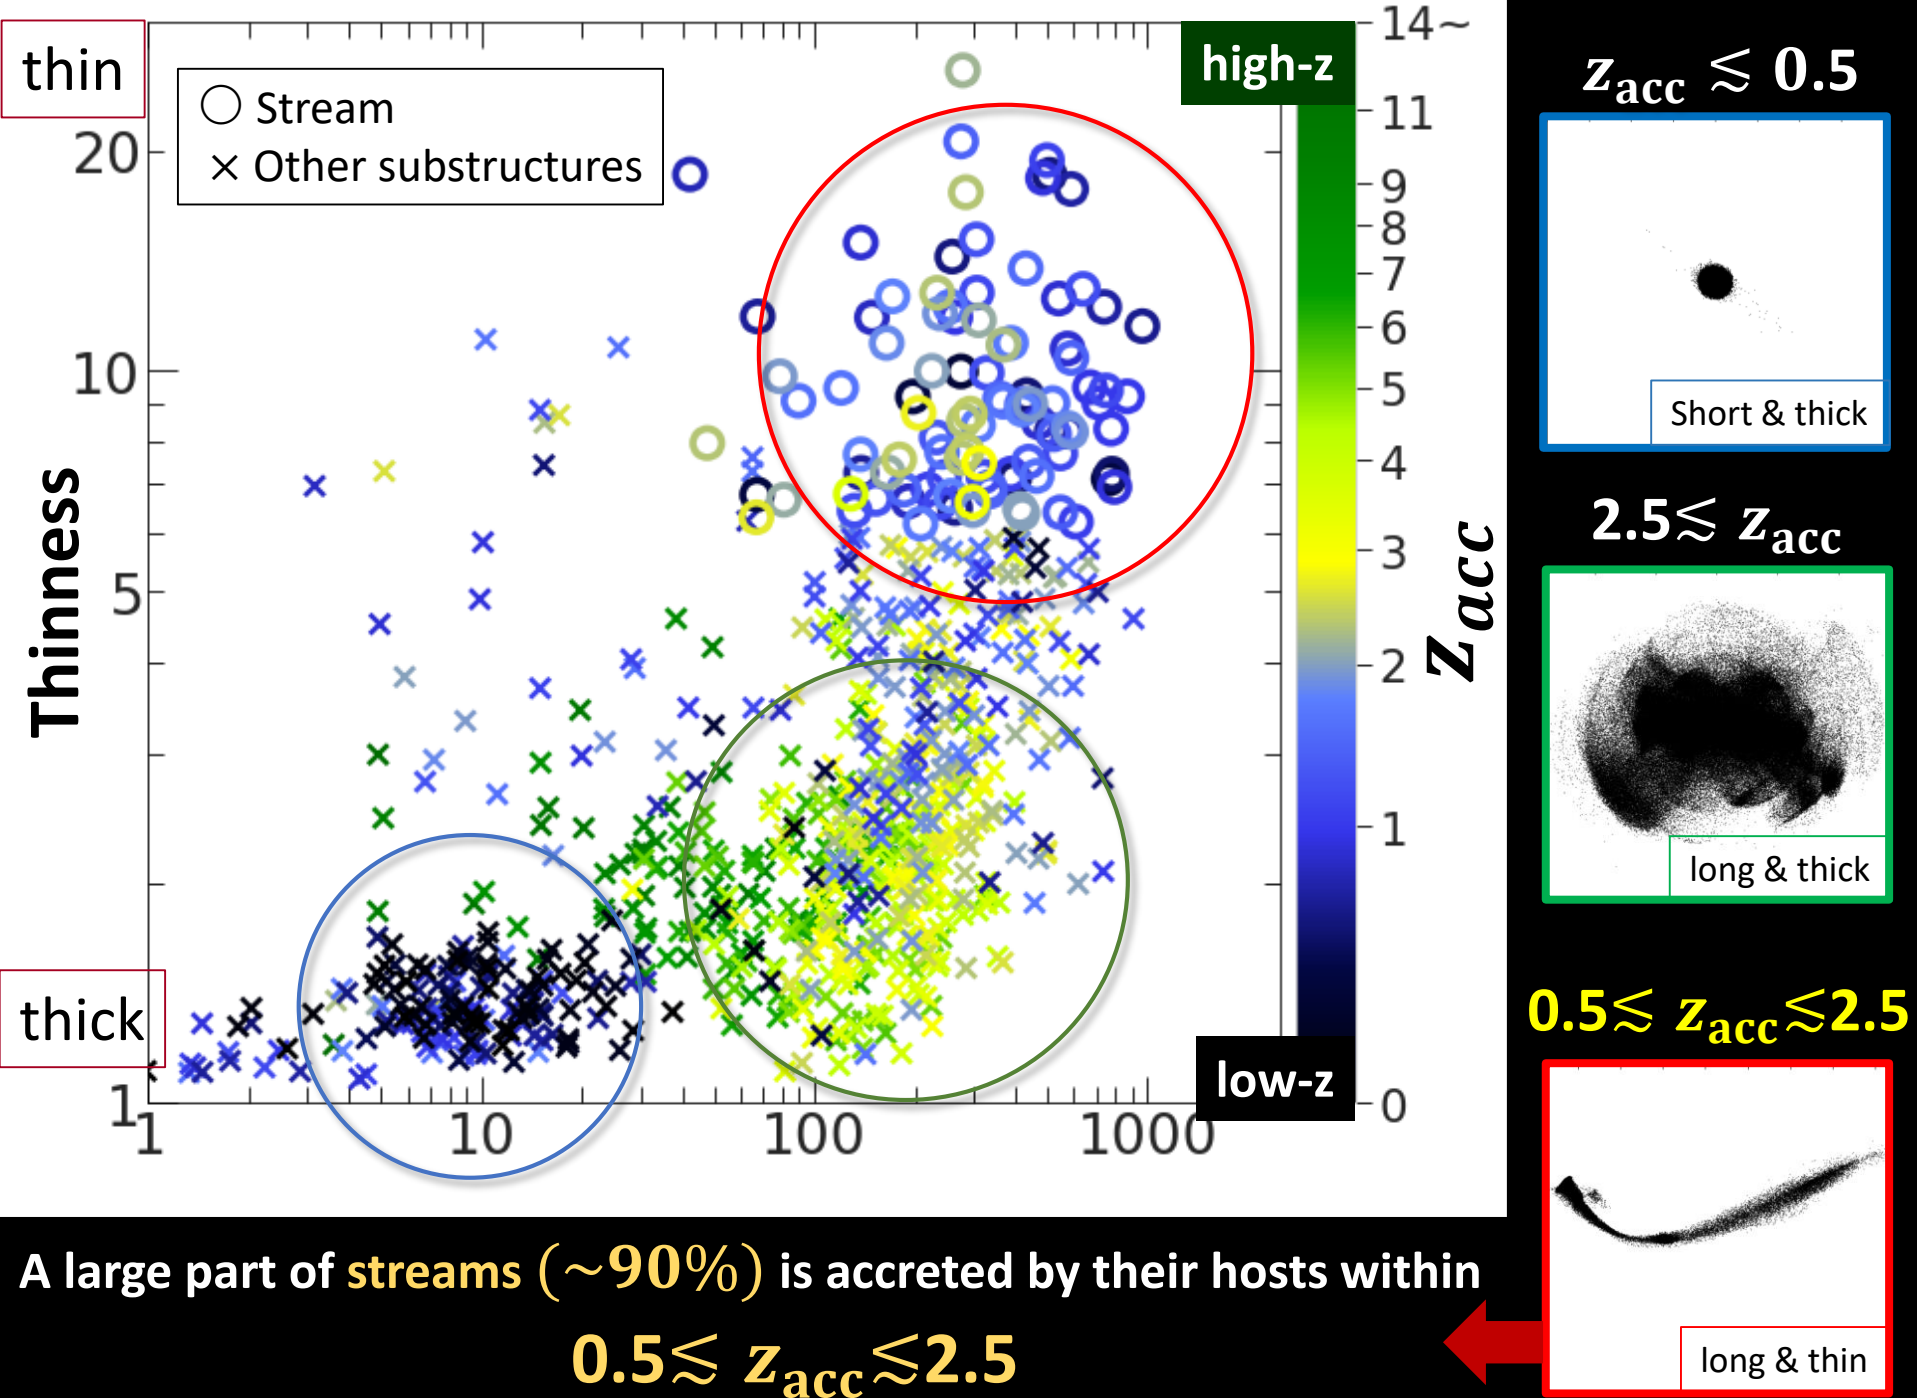 thin
○ Stream
× Other substructures
high-z
14~
11
9
8
7
6
5
4
3
2
1
0
low-z
z_acc
20
10
5
1
Thinness
thick
1
10
100
1000
z_acc ≲ 0.5
Short & thick
2.5≲ z_acc
long & thick
0.5≲ z_acc≲2.5
long & thin
A large part of streams (~90%) is accreted by their hosts within
0.5≲ z_acc≲2.5